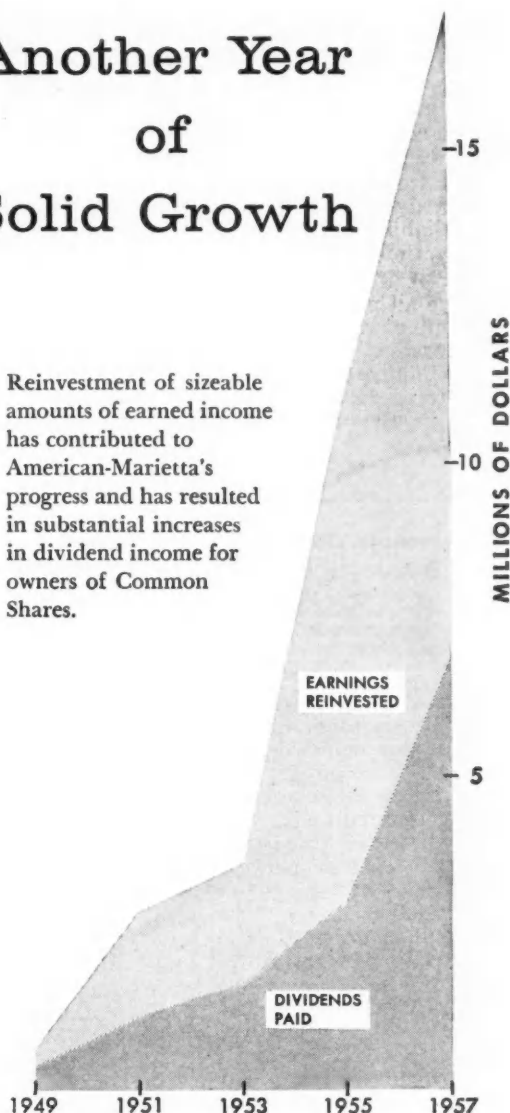 Another Year
of
Solid Growth
Reinvestment of sizeable
amounts of earned income
has contributed to
American-Marietta's
progress and has resulted
in substantial increases
in dividend income for
owners of Common
Shares.
15
10
5
MILLIONS OF DOLLARS
EARNINGS
REINVESTED
DIVIDENDS
PAID
1949 1951 1953 1955 1957